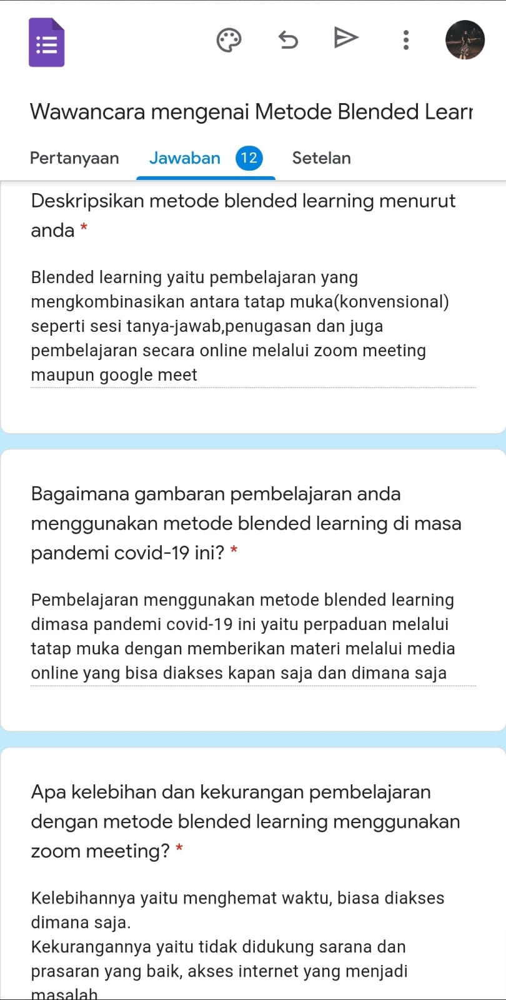 Wawancara mengenai Metode Blended Lear
Pertanyaan Jawaban 12 Setelan
Deskripsikan metode blended learning menurut
anda *
Blended learning yaitu pembelajaran yang
mengkombinasikan antara tatap muka(konvensional)
seperti sesi tanya-jawab,penugasan dan juga
pembelajaran secara online melalui zoom meeting
maupun google meet
Bagaimana gambaran pembelajaran anda
menggunakan metode blended learning di masa
pandemi covid-19 ini? *
Pembelajaran menggunakan metode blended learning
dimasa pandemi covid-19 ini yaitu perpaduan melalui
tatap muka dengan memberikan materi melalui media
online yang bisa diakses kapan saja dan dimana saja
Apa kelebihan dan kekurangan pembelajaran
dengan metode blended learning menggunakan
zoom meeting? *
Kelebihannya yaitu menghemat waktu, biasa diakses
dimana saja.
Kekurangannya yaitu tidak didukung sarana dan
prasaran yang baik, akses internet yang menjadi
masalah